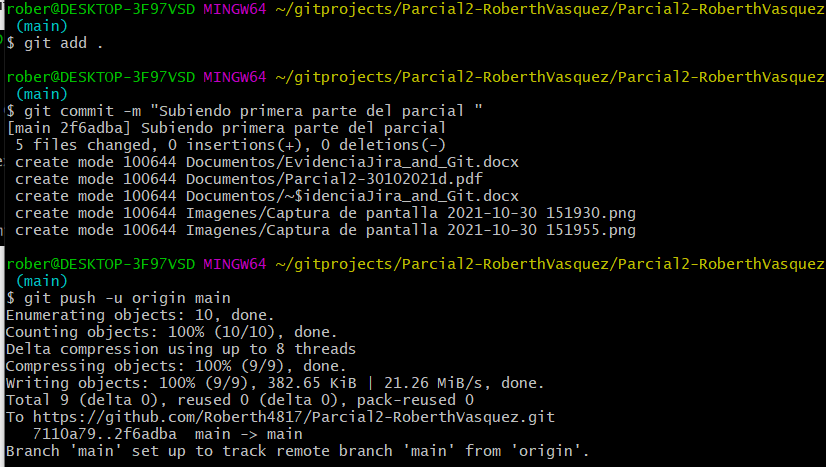 rober@DESKTOP-3F97VSD MINGW64 ~/gitprojects/Parcial2-RoberthVasquez/Parcial2-RoberthVasquez
(main)
$ git add .
rober@DESKTOP-3F97VSD MINGW64 ~/gitprojects/Parcial2-RoberthVasquez/Parcial2-RoberthVasquez
(main)
$ git commit -m "Subiendo primera parte del parcial "
[main 2f6adba] Subiendo primera parte del parcial
5 files changed, 0 insertions(+), 0 deletions(-)
create mode 100644 Documentos/EvidenciaJira_and_Git.docx
create mode 100644 Documentos/Parcial2-30102021d.pdf
create mode 100644 Documentos/~$idenciaJira_and_Git.docx
create mode 100644 Imagenes/Captura de pantalla 2021-10-30 151930.png
create mode 100644 Imagenes/Captura de pantalla 2021-10-30 151955.png
rober@DESKTOP-3F97VSD MINGW64 ~/gitprojects/Parcial2-RoberthVasquez/Parcial2-RoberthVasquez
(main)
$ git push -u origin main
Enumerating objects: 10, done.
Counting objects: 100% (10/10), done.
Delta compression using up to 8 threads
Compressing objects: 100% (9/9), done.
Writing objects: 100% (9/9), 382.65 KiB | 21.26 MiB/s, done.
Total 9 (delta 0), reused 0 (delta 0), pack-reused 0
To https://github.com/Roberth4817/Parcial2-RoberthVasquez.git
7110a79..2f6adba  main -> main
Branch 'main' set up to track remote branch 'main' from 'origin'.